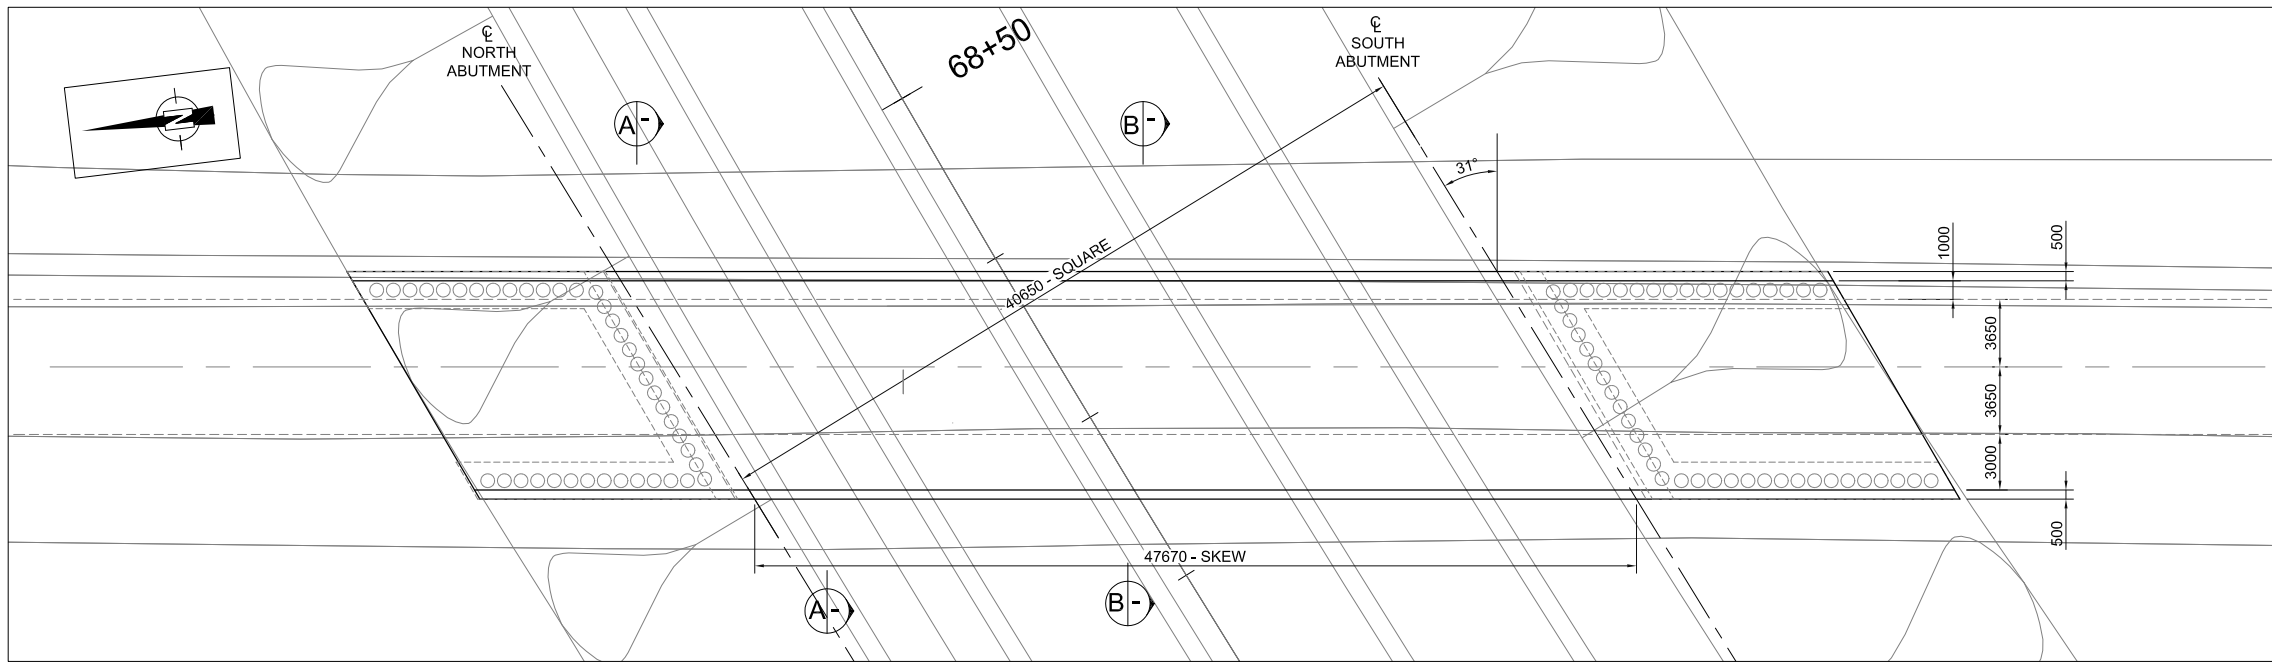 ℄
NORTH
ABUTMENT
68+50
℄
SOUTH
ABUTMENT
N
A -
B -
31°
40650 - SQUARE
1000
500
3650
3650
3000
500
47670 - SKEW
A -
B -